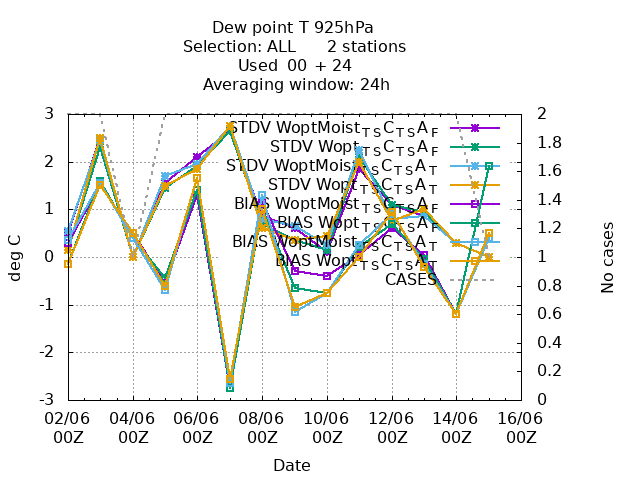 Dew point T 925hPa
Selection: ALL 2 stations
Used 00 + 24
Averaging window: 24h
3
2
1
0
-1
-2
-3
deg C
2
1.8
1.6
1.4
1.2
1
0.8
0.6
0.4
0.2
0
No cases
STDV WoptMoist_TS C_TS A_F
STDV Wopt_TS C_TS A_F
STDV WoptMoist_TS C_TS A_T
STDV Wopt_TS C_TS A_T
BIAS WoptMoist_TS C_TS A_F
BIAS Wopt_TS C_TS A_F
BIAS WoptMoist_TS C_TS A_T
BIAS Wopt_TS C_TS A_T
CASES
02/06 04/06 06/06 08/06 10/06 12/06 14/06 16/06
00Z 00Z 00Z 00Z 00Z 00Z 00Z 00Z
Date